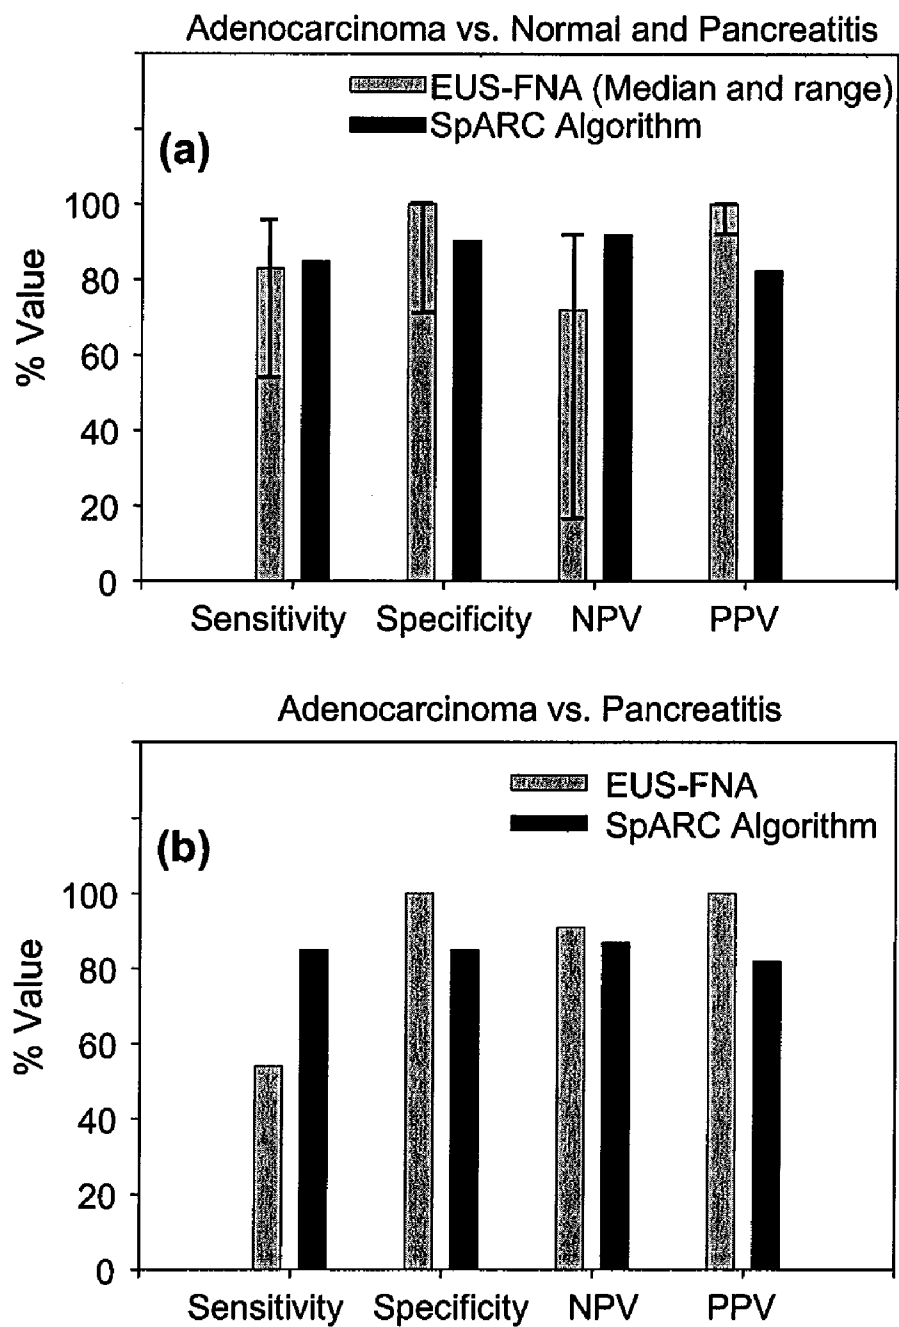 Adenocarcinoma vs. Normal and Pancreatitis
EUS-FNA (Median and range)
SpARC Algorithm
(a)
100
80
60
40
20
0
% Value
Sensitivity Specificity NPV PPV
Adenocarcinoma vs. Pancreatitis
EUS-FNA
SpARC Algorithm
(b)
100
80
60
40
20
0
% Value
Sensitivity Specificity NPV PPV